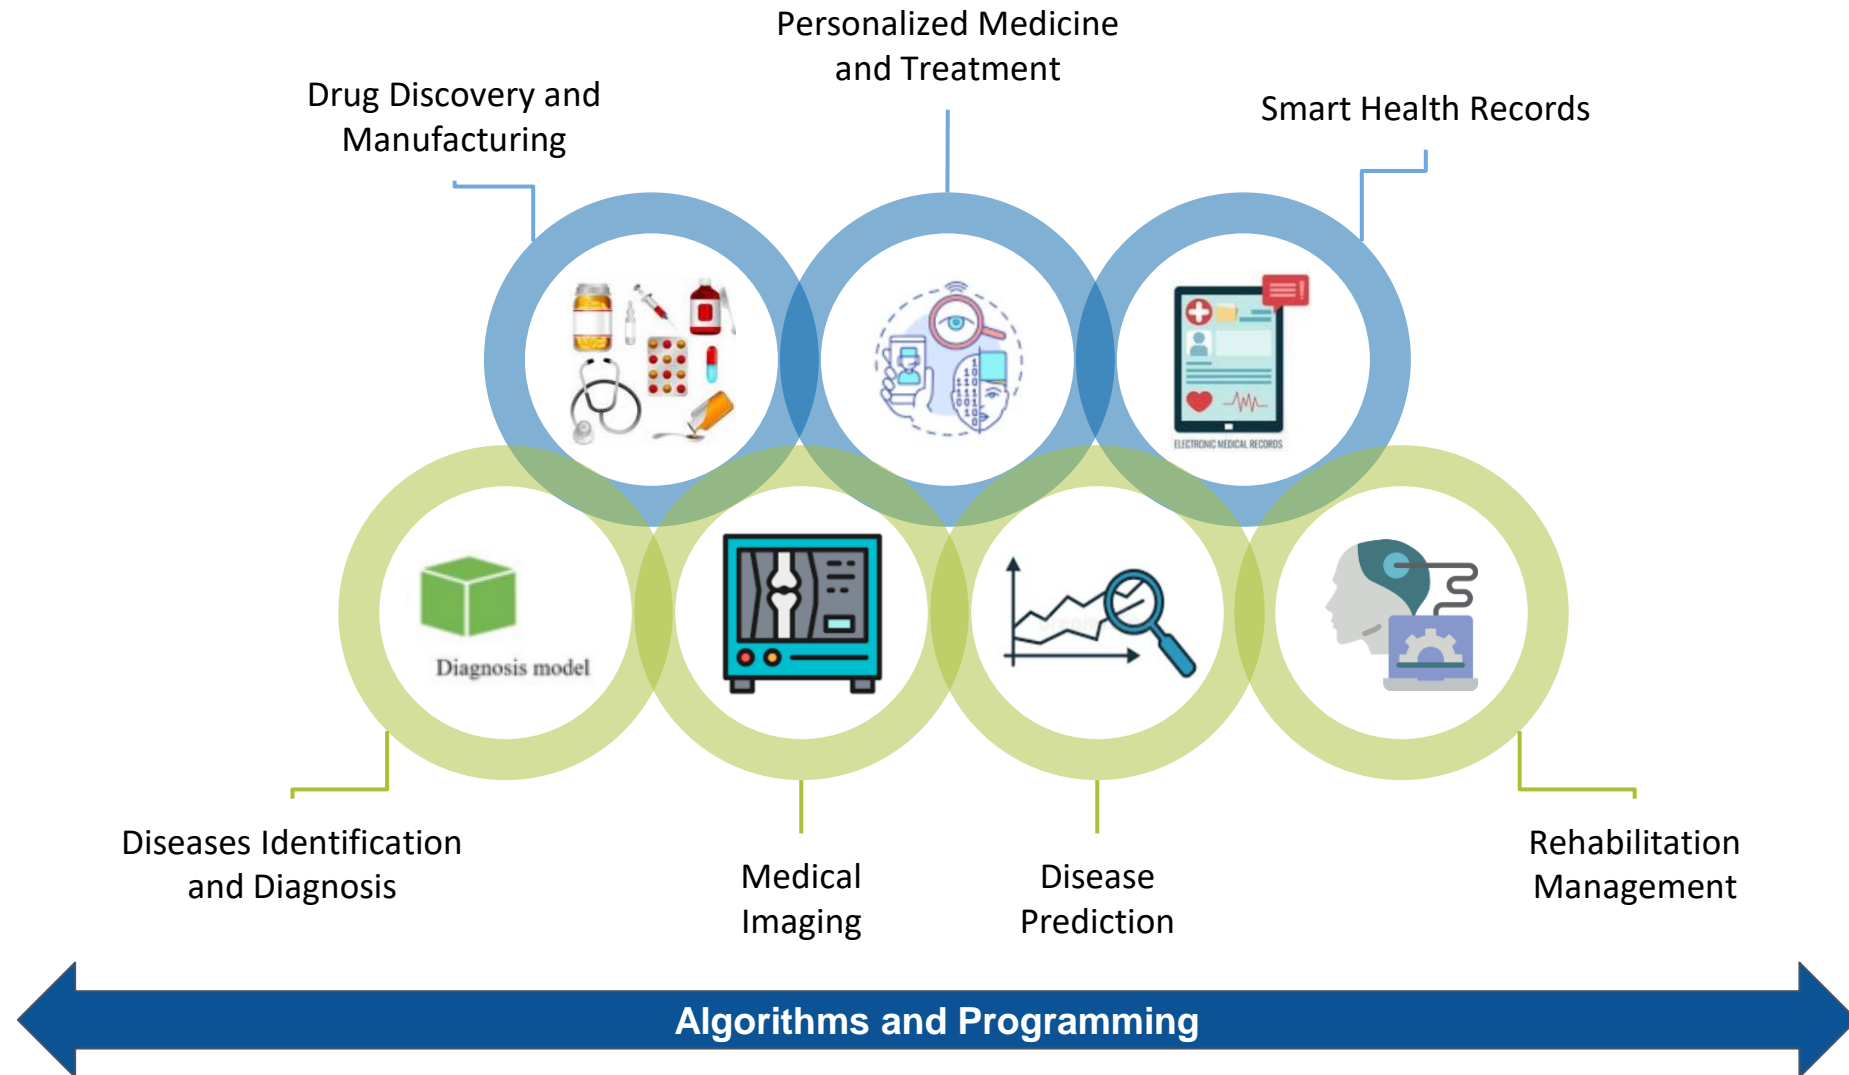 Personalized Medicine
and Treatment
Drug Discovery and
Manufacturing
Smart Health Records
ELECTRONIC MEDICAL RECORDS
Diagnosis model
Diseases Identification
and Diagnosis
Medical
Imaging
Disease
Prediction
Rehabilitation
Management
Algorithms and Programming